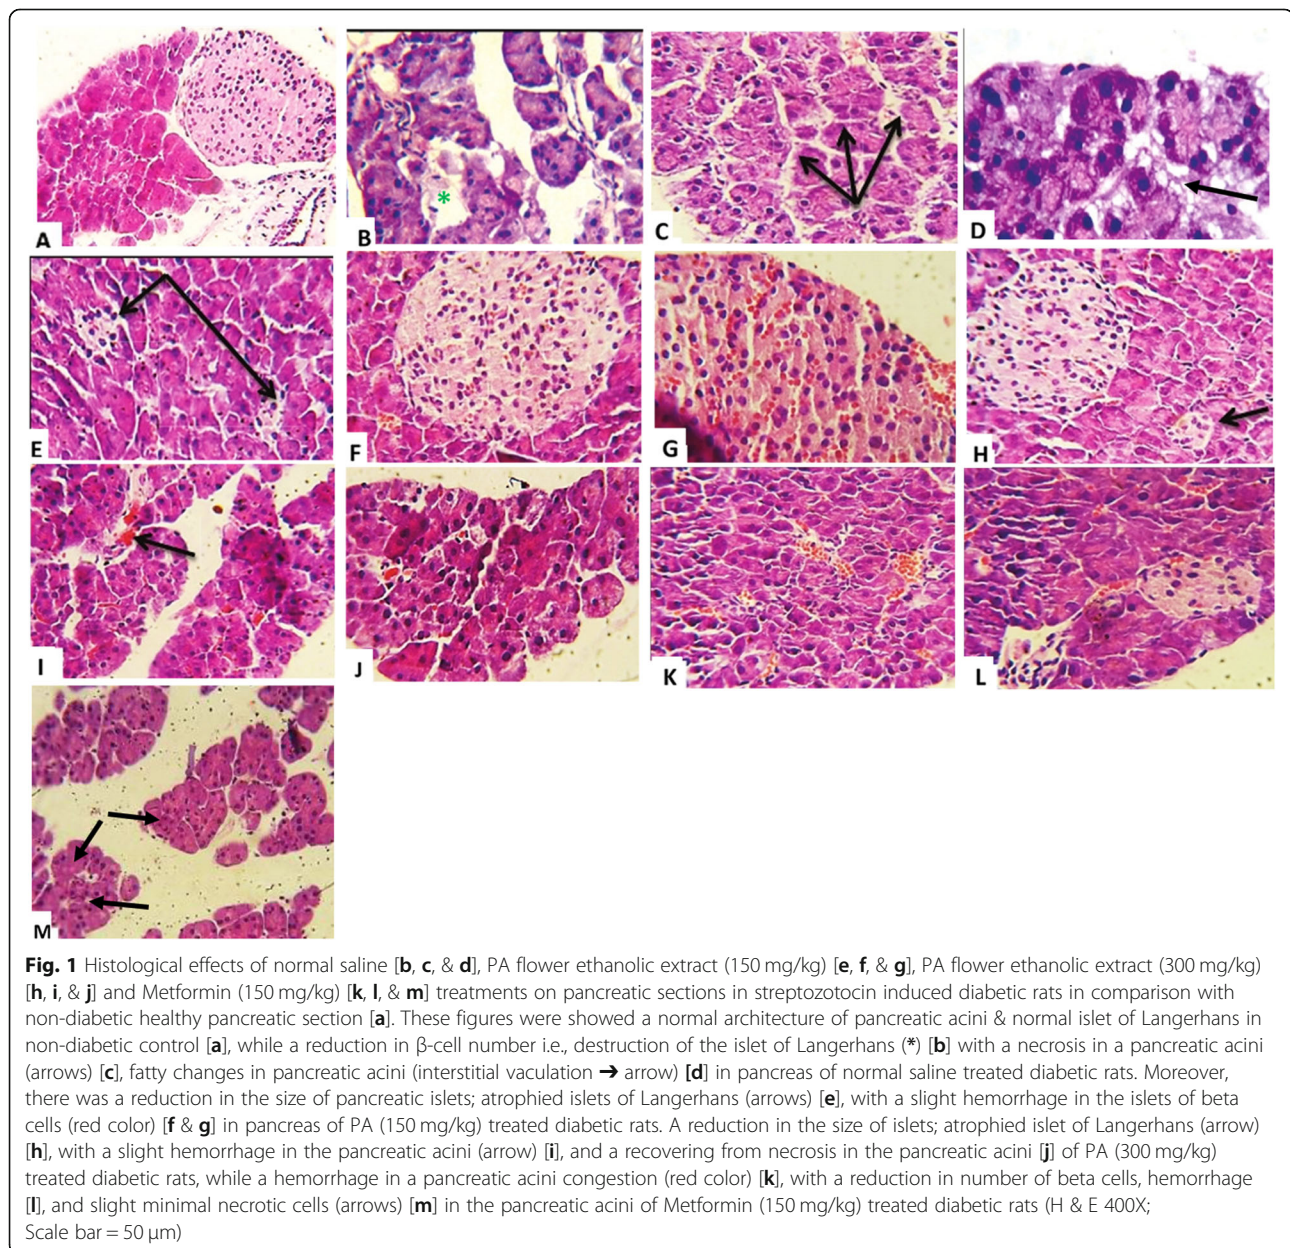 A
B
C
D
*
E
F
G
H
I
J
K
L
M
Fig. 1 Histological effects of normal saline [b, c, & d], PA flower ethanolic extract (150 mg/kg) [e, f, & g], PA flower ethanolic extract (300 mg/kg)
[h, i, & j] and Metformin (150 mg/kg) [k, l, & m] treatments on pancreatic sections in streptozotocin induced diabetic rats in comparison with
non-diabetic healthy pancreatic section [a]. These figures were showed a normal architecture of pancreatic acini & normal islet of Langerhans in
non-diabetic control [a], while a reduction in β-cell number i.e., destruction of the islet of Langerhans (*) [b] with a necrosis in a pancreatic acini
(arrows) [c], fatty changes in pancreatic acini (interstitial vaculation ➔ arrow) [d] in pancreas of normal saline treated diabetic rats. Moreover,
there was a reduction in the size of pancreatic islets; atrophied islets of Langerhans (arrows) [e], with a slight hemorrhage in the islets of beta
cells (red color) [f & g] in pancreas of PA (150 mg/kg) treated diabetic rats. A reduction in the size of islets; atrophied islet of Langerhans (arrow)
[h], with a slight hemorrhage in the pancreatic acini (arrow) [i], and a recovering from necrosis in the pancreatic acini [j] of PA (300 mg/kg)
treated diabetic rats, while a hemorrhage in a pancreatic acini congestion (red color) [k], with a reduction in number of beta cells, hemorrhage
[l], and slight minimal necrotic cells (arrows) [m] in the pancreatic acini of Metformin (150 mg/kg) treated diabetic rats (H & E 400X;
Scale bar = 50 μm)